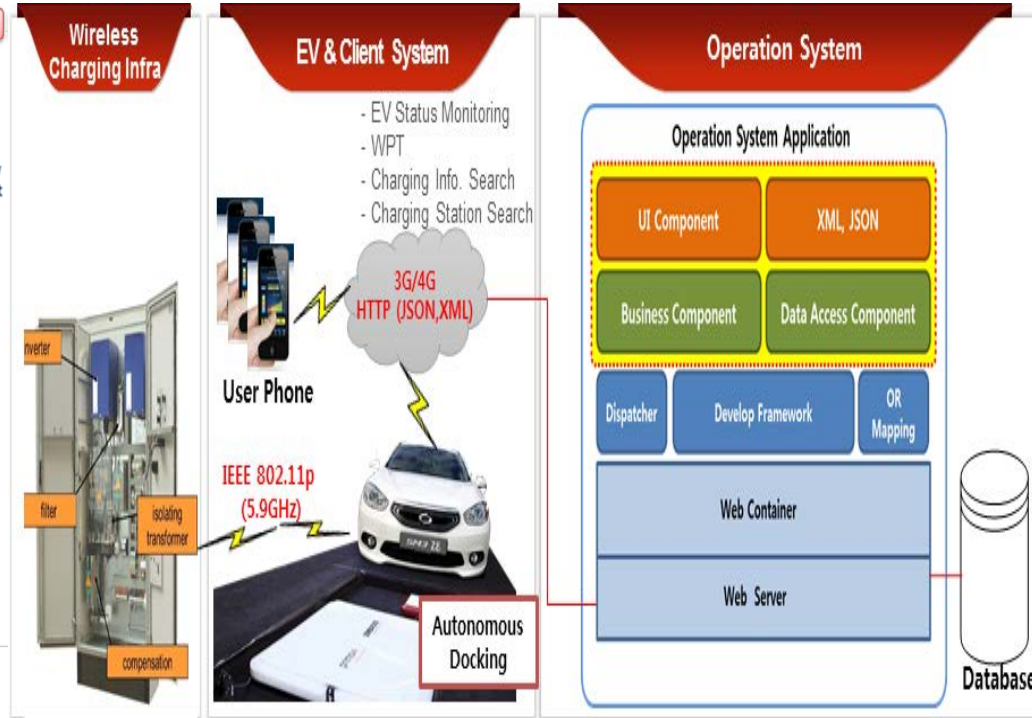 Wireless
Charging Infra
nverter
filter
isolating
transformer
compensation
EV & Client System
- EV Status Monitoring
- WPT
- Charging Info. Search
- Charging Station Search
3G/4G
HTTP (JSON,XML)
User Phone
IEEE 802.11p
(5.9GHz)
SM3 Z.E.
Autonomous
Docking
Operation System
Operation System Application
UI Component
XML, JSON
Business Component
Data Access Component
Dispatcher
Develop Framework
OR
Mapping
Web Container
Web Server
Database